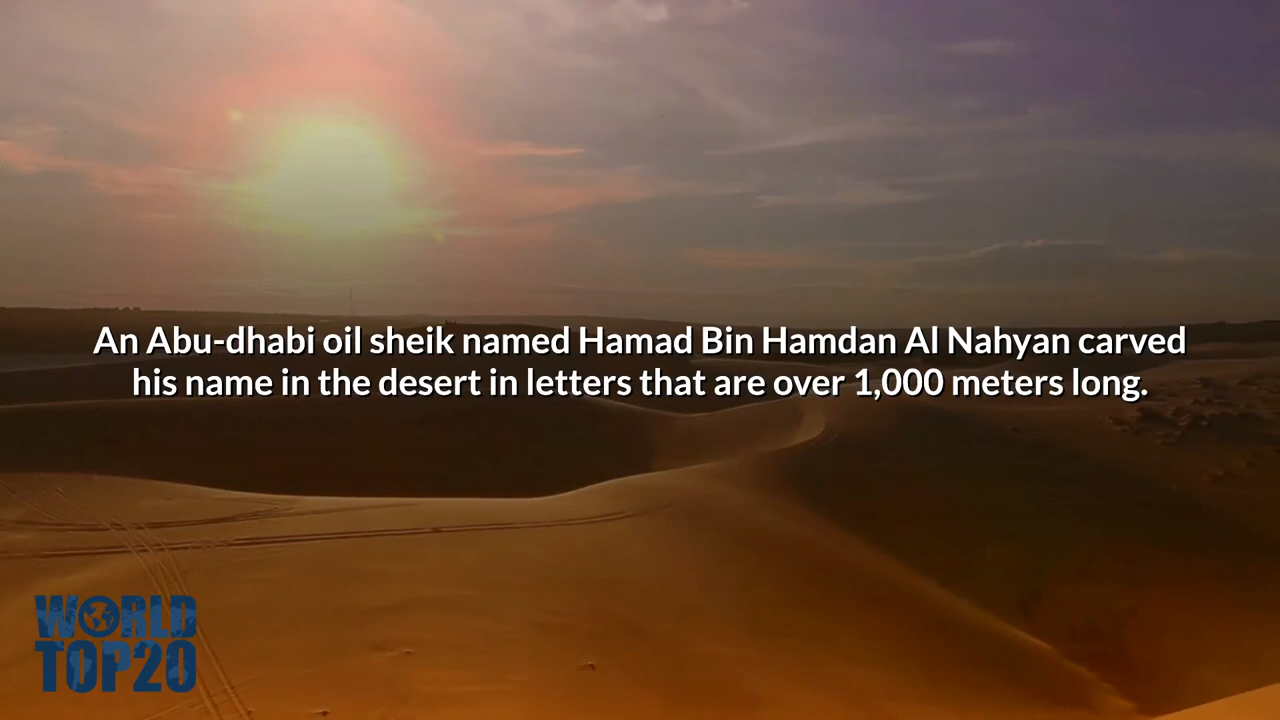 An Abu-dhabi oil sheik named Hamad Bin Hamdan Al Nahyan carved
his name in the desert in letters that are over 1,000 meters long.
WORLD
TOP20